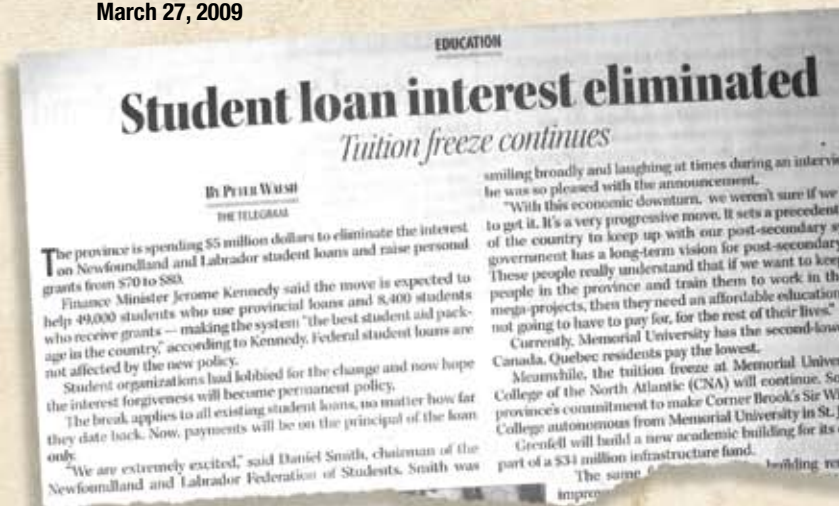 March 27, 2009
EDUCATION
Student loan interest eliminated
Tuition freeze continues
BY PETER WALSH
THE TELEGRAM
The province is spending $5 million dollars to eliminate the interest
on Newfoundland and Labrador student loans and raise personal
grants from $70 to $80.
Finance Minister Jerome Kennedy said the move is expected to
help 49,000 students who use provincial loans and 8,400 students
who receive grants — making the system "the best student aid pack-
age in the country," according to Kennedy. Federal student loans are
not affected by the new policy.
Student organizations had lobbied for the change and now hope
the interest forgiveness will become permanent policy.
The break applies to all existing student loans, no matter how far
they date back. Now, payments will be on the principal of the loan
only.
"We are extremely excited," said Daniel Smith, chairman of the
Newfoundland and Labrador Federation of Students. Smith was
smiling broadly and laughing at times during an
he was so pleased with the announcement.
"With this economic downturn, we weren't sure if we
to get it. It's a very progressive move. It sets a precedent
of the country to keep up with our post-secondary
government has a long-term vision for post-secondary
These people really understand that if we want to keep
people in the province and train them to work in
mega-projects, then they need an affordable education
not going to have to pay for, for the rest of their lives."
Currently, Memorial University has the
Canada. Quebec residents pay the lowest.
Meanwhile, the tuition freeze at Memorial
College of the North Atlantic (CNA) will continue.
province's commitment to make Corner Brook's Sir
College autonomous from Memorial University in St.
Grenfell will build a new academic building for its
part of a $34 million infrastructure fund.
The same
building